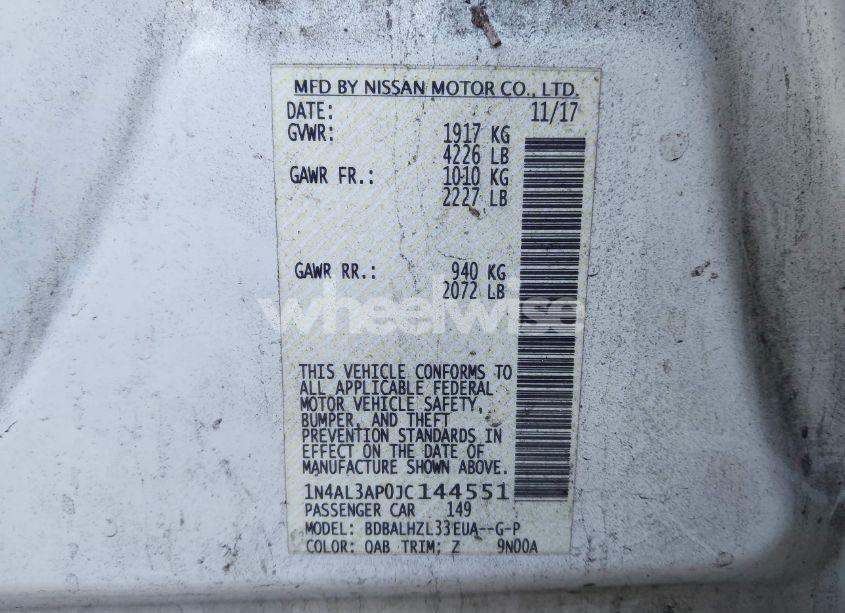 MFD BY NISSAN MOTOR CO., LTD.
DATE: 11/17
GVWR: 1917 KG
4226 LB
GAWR FR.: 1010 KG
2227 LB
GAWR RR.: 940 KG
2072 LB
wheelwise
THIS VEHICLE CONFORMS TO
ALL APPLICABLE FEDERAL
MOTOR VEHICLE SAFETY,
BUMPER, AND THEFT
PREVENTION STANDARDS IN
EFFECT ON THE DATE OF
MANUFACTURE SHOWN ABOVE.
1N4AL3AP0JC144551
PASSENGER CAR 149
MODEL: BDBALHZL33EUA--G-P
COLOR: QAB TRIM: Z 9N00A